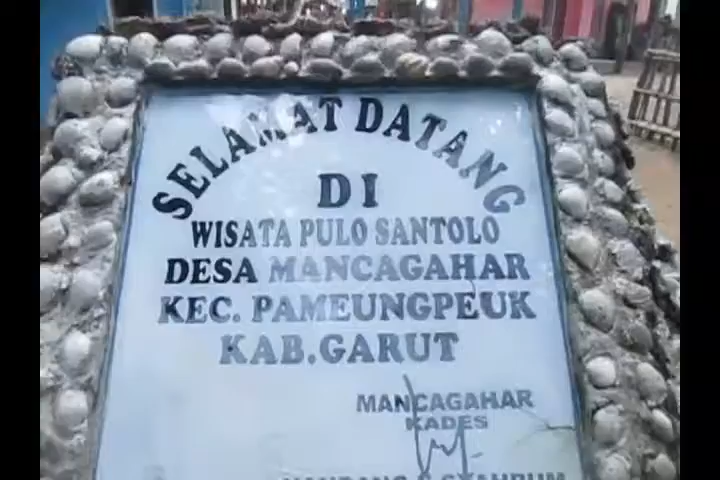 SELAMAT DATANG
DI
WISATA PULO SANTOLO
DESA MANCAGAHAR
KEC. PAMEUNGPEUK
KAB.GARUT
MANCAGAHAR
KADES